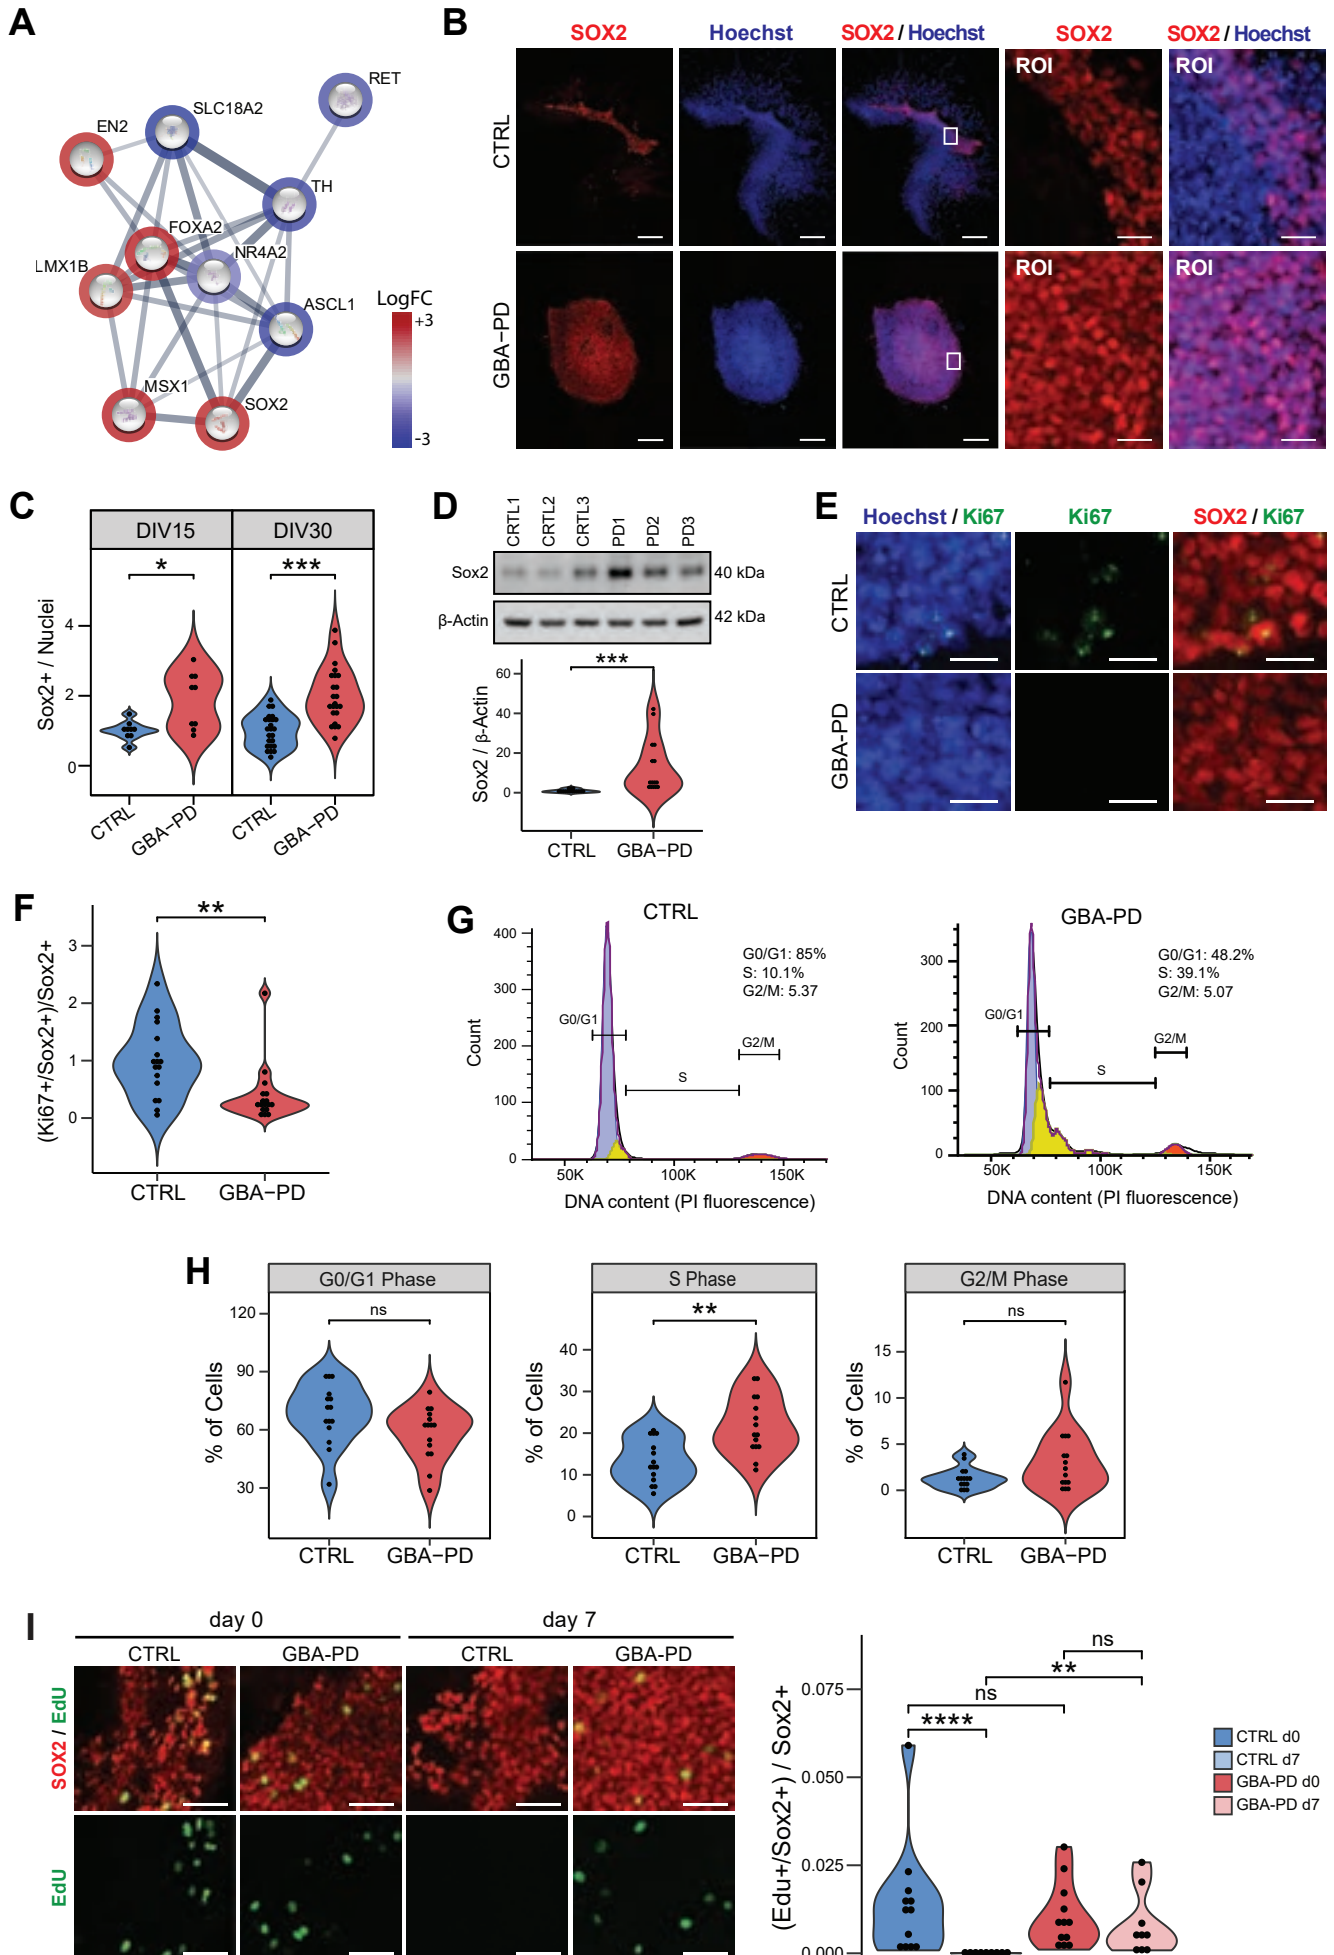 A
RET
SLC18A2
EN2
TH
FOXA2
NR4A2
LMX1B
ASCL1
LogFC
+3
-3
MSX1
SOX2
B
SOX2
Hoechst
SOX2 / Hoechst
SOX2
SOX2 / Hoechst
CTRL
ROI
ROI
GBA−PD
ROI
ROI
C
DIV15
DIV30
*
***
Sox2+ / Nuclei
4
2
0
CTRL
GBA−PD
CTRL
GBA−PD
D
CRTL1
CRTL2
CRTL3
PD1
PD2
PD3
Sox2
40 kDa
β-Actin
42 kDa
***
Sox2 / β-Actin
60
40
20
0
CTRL
GBA−PD
E
Hoechst / Ki67
Ki67
SOX2 / Ki67
CTRL
GBA-PD
F
**
(Ki67+/Sox2+)/Sox2+
3
2
1
0
CTRL
GBA−PD
G
CTRL
Count
400
300
200
100
0
G0/G1: 85%
S: 10.1%
G2/M: 5.37
G0/G1
G2/M
S
50K
100K
150K
DNA content (PI fluorescence)
GBA-PD
Count
300
200
100
0
G0/G1: 48.2%
S: 39.1%
G2/M: 5.07
G0/G1
G2/M
S
50K
100K
150K
DNA content (PI fluorescence)
H
G0/G1 Phase
ns
% of Cells
120
90
60
30
CTRL
GBA−PD
S Phase
**
% of Cells
40
30
20
10
0
CTRL
GBA−PD
G2/M Phase
ns
% of Cells
15
10
5
0
CTRL
GBA−PD
I
day 0
day 7
CTRL
GBA-PD
CTRL
GBA-PD
SOX2 / EdU
EdU
ns
**
ns
****
(Edu+/Sox2+) / Sox2+
0.075
0.050
0.025
0.000
CTRL d0
CTRL d7
GBA-PD d0
GBA-PD d7